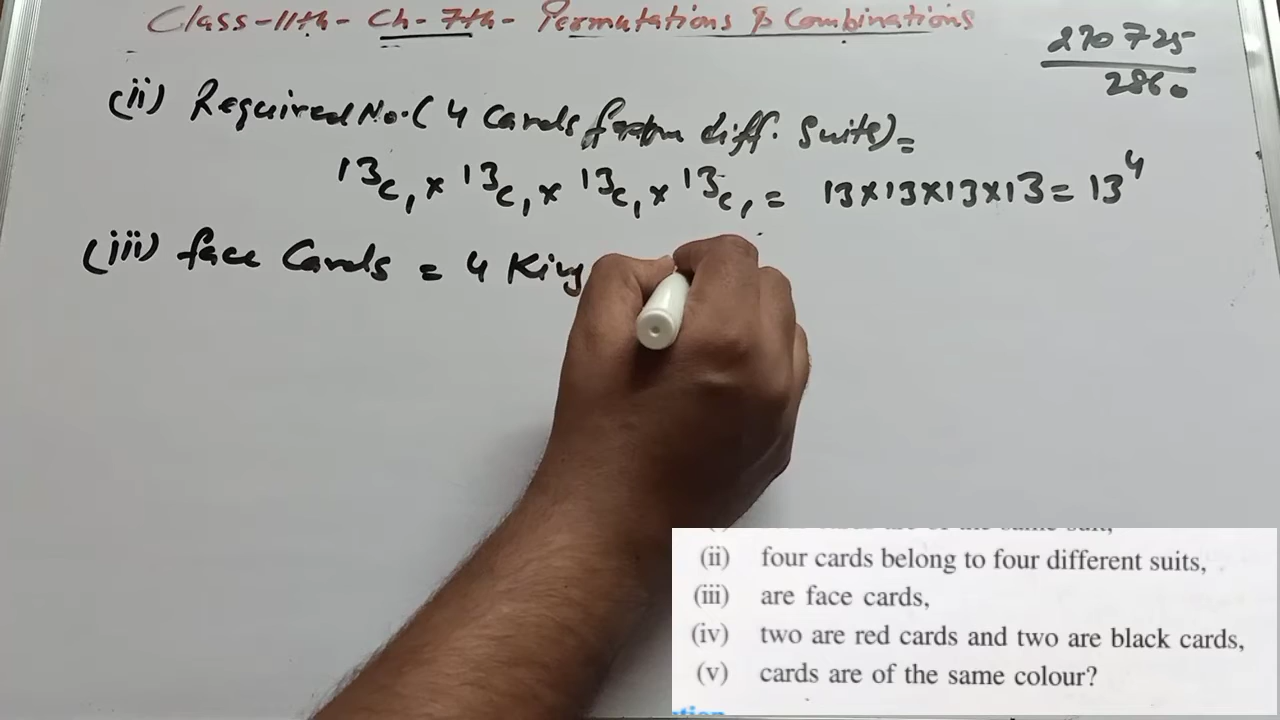 Class-11th- Ch-7th- Permutations & Combinations
270725
2860
(ii) Required No. (4 Cards from diff. Suits) =
13c₁ × 13c₁ × 13c₁ × 13c₁ = 13×13×13×13 = 13⁴
(iii) face Cards = 4 King
(ii) four cards belong to four different suits,
(iii) are face cards,
(iv) two are red cards and two are black cards,
(v) cards are of the same colour?